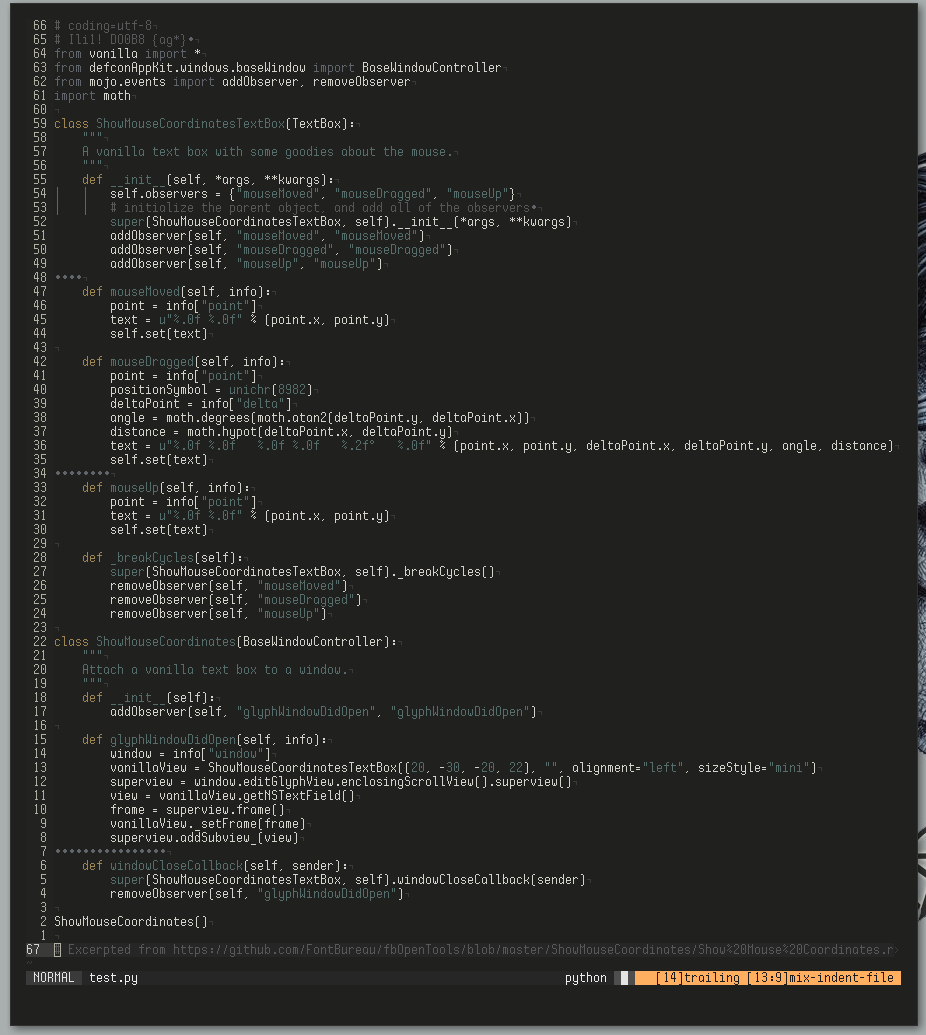 66 # coding=utf-8¬
65 # Ili1! DO0B8 {ag*}•¬
64 from vanilla import *¬
63 from defconAppKit.windows.baseWindow import BaseWindowController¬
62 from mojo.events import addObserver, removeObserver¬
61 import math¬
60 ¬
59 class ShowMouseCoordinatesTextBox(TextBox):¬
58     """¬
57     A vanilla text box with some goodies about the mouse.¬
56     """¬
55     def __init__(self, *args, **kwargs):¬
54 |   |   self.observers = {"mouseMoved", "mouseDragged", "mouseUp"}¬
53 |   |   # initialize the parent object, and add all of the observers•¬
52         super(ShowMouseCoordinatesTextBox, self).__init__(*args, **kwargs)¬
51         addObserver(self, "mouseMoved", "mouseMoved")¬
50         addObserver(self, "mouseDragged", "mouseDragged")¬
49         addObserver(self, "mouseUp", "mouseUp")¬
48 ••••¬
47     def mouseMoved(self, info):¬
46         point = info["point"]¬
45         text = u"%.0f %.0f" % (point.x, point.y)¬
44         self.set(text)¬
43 ¬
42     def mouseDragged(self, info):¬
41         point = info["point"]¬
40         positionSymbol = unichr(8982)¬
39         deltaPoint = info["delta"]¬
38         angle = math.degrees(math.atan2(deltaPoint.y, deltaPoint.x))¬
37         distance = math.hypot(deltaPoint.x, deltaPoint.y)¬
36         text = u"%.0f %.0f   %.0f %.0f   %.2f°   %.0f" % (point.x, point.y, deltaPoint.x, deltaPoint.y, angle, distance)¬
35         self.set(text)¬
34 ••••••••¬
33     def mouseUp(self, info):¬
32         point = info["point"]¬
31         text = u"%.0f %.0f" % (point.x, point.y)¬
30         self.set(text)¬
29 ¬
28     def _breakCycles(self):¬
27         super(ShowMouseCoordinatesTextBox, self)._breakCycles()¬
26         removeObserver(self, "mouseMoved")¬
25         removeObserver(self, "mouseDragged")¬
24         removeObserver(self, "mouseUp")¬
23 ¬
22 class ShowMouseCoordinates(BaseWindowController):¬
21     """¬
20     Attach a vanilla text box to a window.¬
19     """¬
18     def __init__(self):¬
17         addObserver(self, "glyphWindowDidOpen", "glyphWindowDidOpen")¬
16 ¬
15     def glyphWindowDidOpen(self, info):¬
14         window = info["window"]¬
13         vanillaView = ShowMouseCoordinatesTextBox((20, -30, -20, 22), "", alignment="left", sizeStyle="mini")¬
12         superview = window.editGlyphView.enclosingScrollView().superview()¬
11         view = vanillaView.getNSTextField()¬
10         frame = superview.frame()¬
9         vanillaView._setFrame(frame)¬
8         superview.addSubview_(view)¬
7 ••••••••••••••••¬
6     def windowCloseCallback(self, sender):¬
5         super(ShowMouseCoordinatesTextBox, self).windowCloseCallback(sender)¬
4         removeObserver(self, "glyphWindowDidOpen")¬
3 ¬
2 ShowMouseCoordinates()¬
1 ¬
67 # Excerpted from https://github.com/FontBureau/fbOpenTools/blob/master/ShowMouseCoordinates/Show%20Mouse%20Coordinates.r
NORMAL test.py python [14]trailing [13:9]mix-indent-file